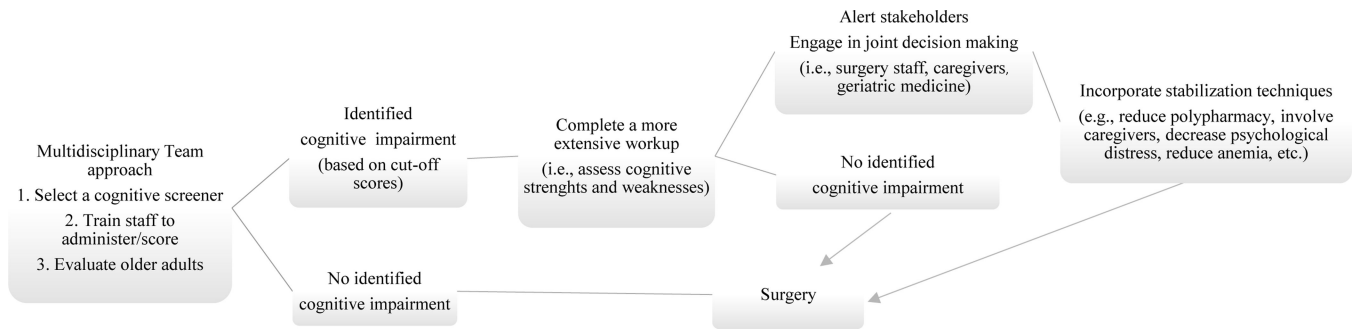 Multidisciplinary Team
approach
1. Select a cognitive screener
2. Train staff to
administer/score
3. Evaluate older adults
Identified
cognitive impairment
(based on cut-off
scores)
No identified
cognitive impairment
Complete a more
extensive workup
(i.e., assess cognitive
strenghts and weaknesses)
Alert stakeholders
Engage in joint decision making
(i.e., surgery staff, caregivers,
geriatric medicine)
No identified
cognitive impairment
Incorporate stabilization techniques
(e.g., reduce polypharmacy, involve
caregivers, decrease psychological
distress, reduce anemia, etc.)
Surgery